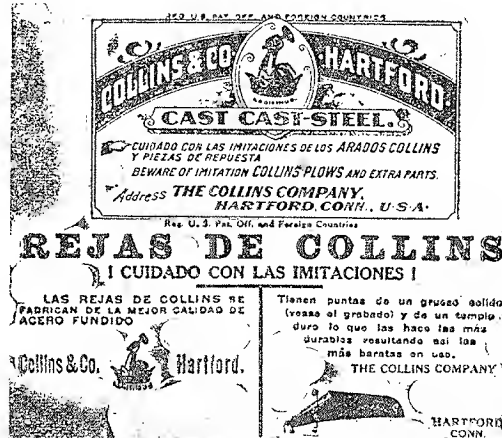 REG. U.S. PAT. OFF. AND FOREIGN COUNTRIES
COLLINS & CO. HARTFORD.
CAST CAST-STEEL.
CUIDADO CON LAS IMITACIONES DE LOS ARADOS COLLINS
Y PIEZAS DE REPUESTA
BEWARE OF IMITATION COLLINS PLOWS AND EXTRA PARTS.
Address THE COLLINS COMPANY,
HARTFORD, CONN., U·S·A·
Reg. U. S. Pat. Off. and Foreign Countries
REJAS DE COLLINS
¡ CUIDADO CON LAS IMITACIONES !
LAS REJAS DE COLLINS SE
FABRICAN DE LA MEJOR CALIDAD DE
ACERO FUNDIDO
Collins & Co. Hartford.
Tienen puntas de un grueso solido
(vease el grabado) y de un temple
duro lo que las hace las más
durables resultando asi las
más baratas en uso.
THE COLLINS COMPANY
HARTFORD
CONN.